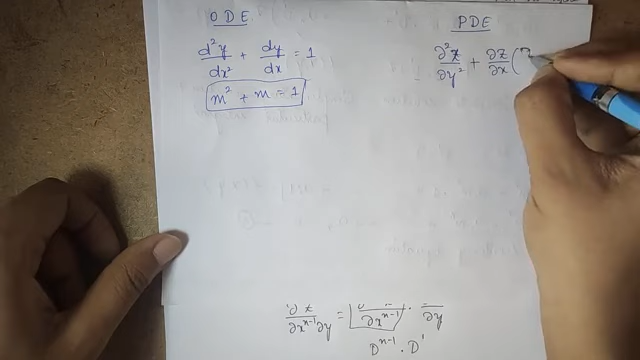 ODE
d²y/dx² + dy/dx = 1
m² + m = 1
PDE
∂²z/∂y² + ∂z/∂x (
∂x^{n-1}∂y = ∂x^{n-1} · ∂y
D^{n-1} · D'